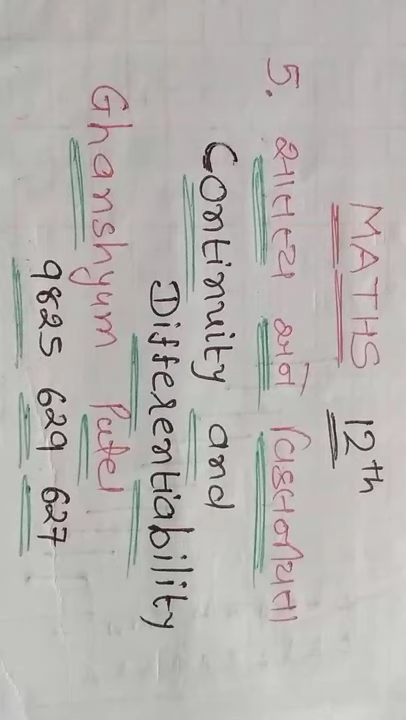 MATHS 12th
5. સાતત્ય અને વિકલનીયતા
Continuity and
Differentiability
Ghanshyam Patel
9825 629 627